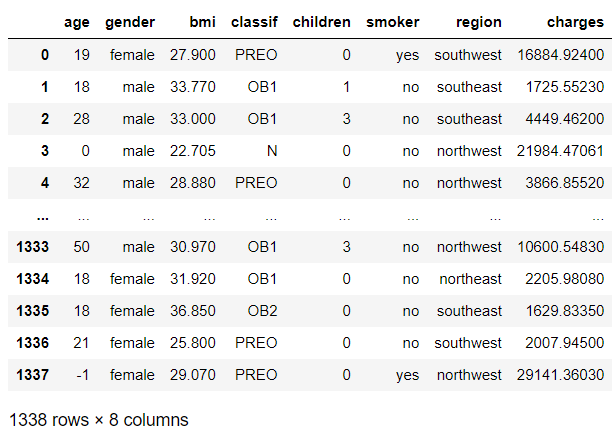 age gender bmi classif children smoker region charges
0 19 female 27.900 PREO 0 yes southwest 16884.92400
1 18 male 33.770 OB1 1 no southeast 1725.55230
2 28 male 33.000 OB1 3 no southeast 4449.46200
3 0 male 22.705 N 0 no northwest 21984.47061
4 32 male 28.880 PREO 0 no northwest 3866.85520
... ... ... ... ... ... ... ... ...
1333 50 male 30.970 OB1 3 no northwest 10600.54830
1334 18 female 31.920 OB1 0 no northeast 2205.98080
1335 18 female 36.850 OB2 0 no southeast 1629.83350
1336 21 female 25.800 PREO 0 no southwest 2007.94500
1337 -1 female 29.070 PREO 0 yes northwest 29141.36030
1338 rows × 8 columns